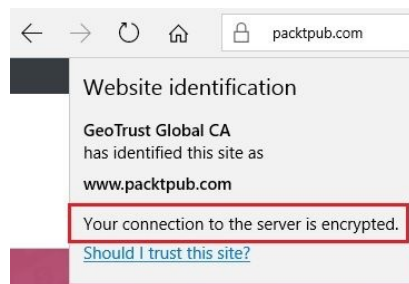 packtpub.com
Website identification
GeoTrust Global CA
has identified this site as
www.packtpub.com
Your connection to the server is encrypted.
Should I trust this site?